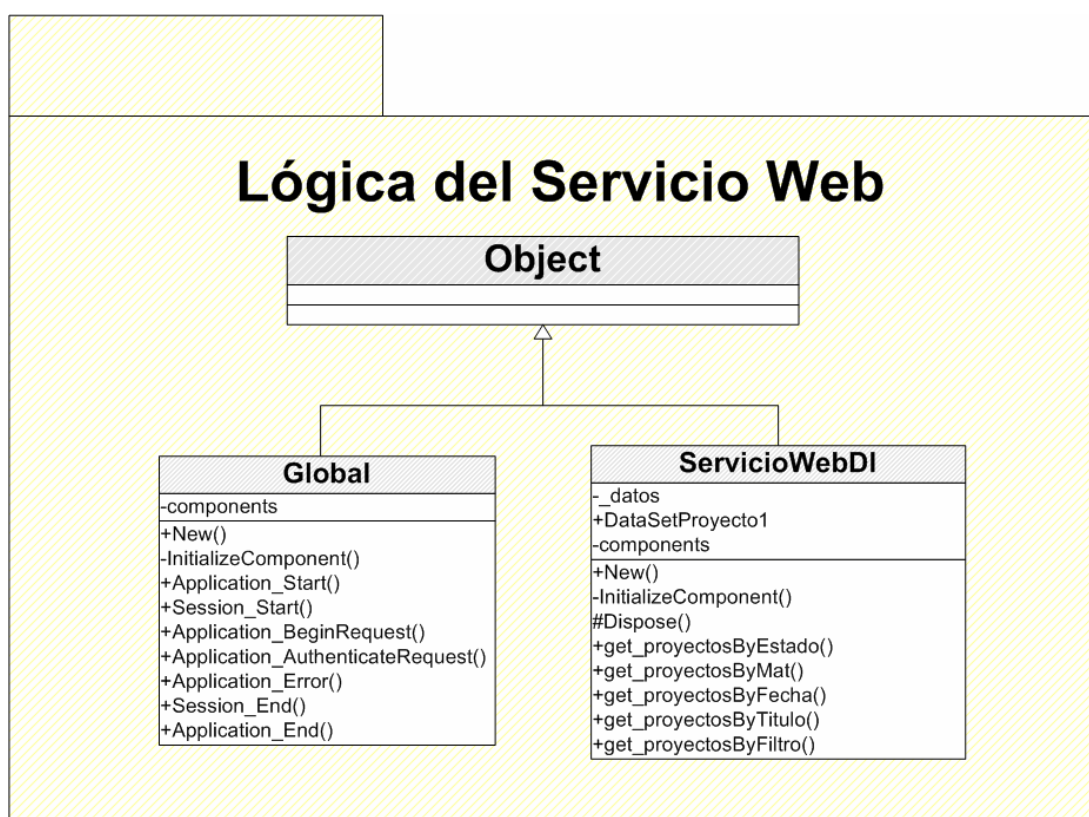 Lógica del Servicio Web
Object
Global
-components
+New()
-InitializeComponent()
+Application_Start()
+Session_Start()
+Application_BeginRequest()
+Application_AuthenticateRequest()
+Application_Error()
+Session_End()
+Application_End()
ServicioWebDI
-_datos
+DataSetProyecto1
-components
+New()
-InitializeComponent()
#Dispose()
+get_proyectosByEstado()
+get_proyectosByMat()
+get_proyectosByFecha()
+get_proyectosByTitulo()
+get_proyectosByFiltro()